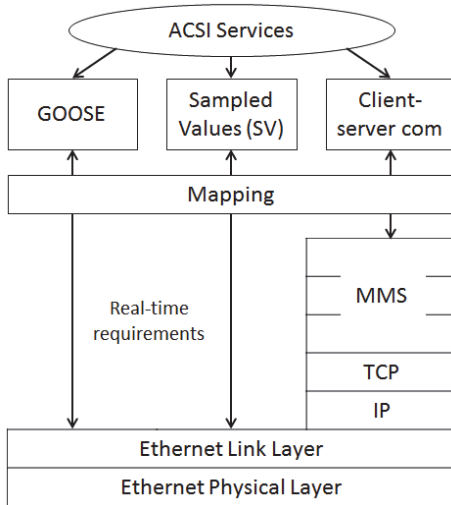 ACSI Services
GOOSE
Sampled
Values (SV)
Client-
server com
Mapping
Real-time
requirements
MMS
TCP
IP
Ethernet Link Layer
Ethernet Physical Layer